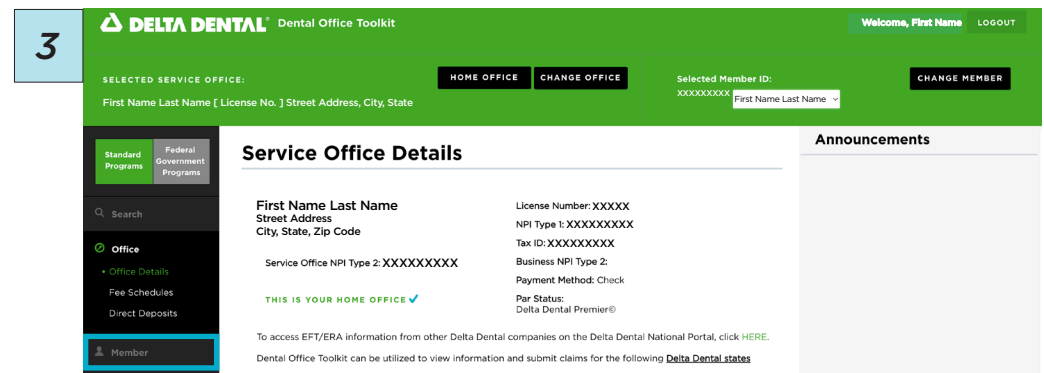 3
DELTA DENTAL® Dental Office Toolkit
Welcome, First Name LOGOUT
SELECTED SERVICE OFFICE:
HOME OFFICE CHANGE OFFICE
First Name Last Name [ License No. ] Street Address, City, State
Selected Member ID:
XXXXXXXXX First Name Last Name
CHANGE MEMBER
Standard
Programs
Federal
Government
Programs
Search
Office
• Office Details
Fee Schedules
Direct Deposits
Member
Service Office Details
First Name Last Name
Street Address
City, State, Zip Code
Service Office NPI Type 2: XXXXXXXXX
THIS IS YOUR HOME OFFICE ✓
License Number: XXXXX
NPI Type 1: XXXXXXXXX
Tax ID: XXXXXXXXX
Business NPI Type 2:
Payment Method: Check
Par Status:
Delta Dental Premier©
To access EFT/ERA information from other Delta Dental companies on the Delta Dental National Portal, click HERE.
Dental Office Toolkit can be utilized to view information and submit claims for the following Delta Dental states
Announcements